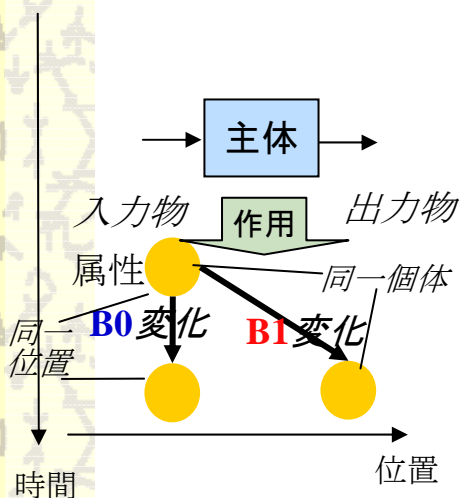 主体
入力物
作用
出力物
属性
同一個体
同一
位置
B0変化
B1変化
位置
時間